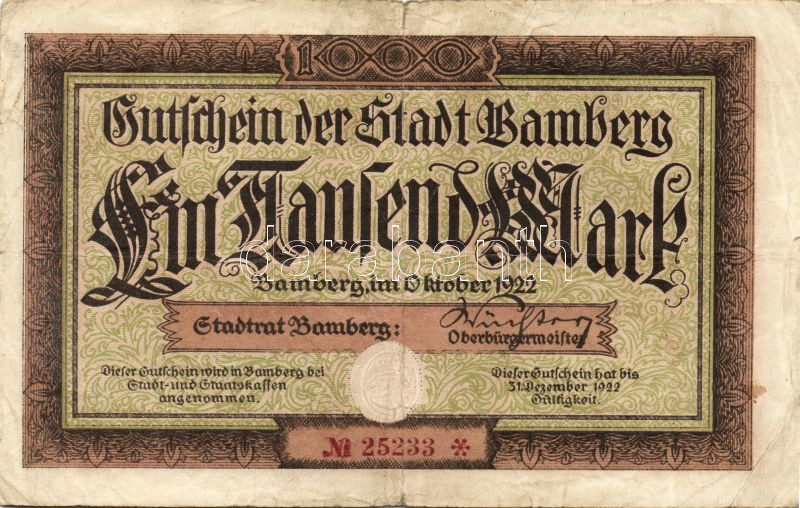 1000
Gutschein der Stadt Bamberg
Ein Tausend Mark
Bamberg, im Oktober 1922
Stadtrat Bamberg:
Oberbürgermeister
Dieser Gutschein wird in Bamberg bei
Stadt- und Staatskassen
angenommen.
Dieser Gutschein hat bis
31. Dezember 1922
Gültigkeit.
№ 25233 *
darabanth